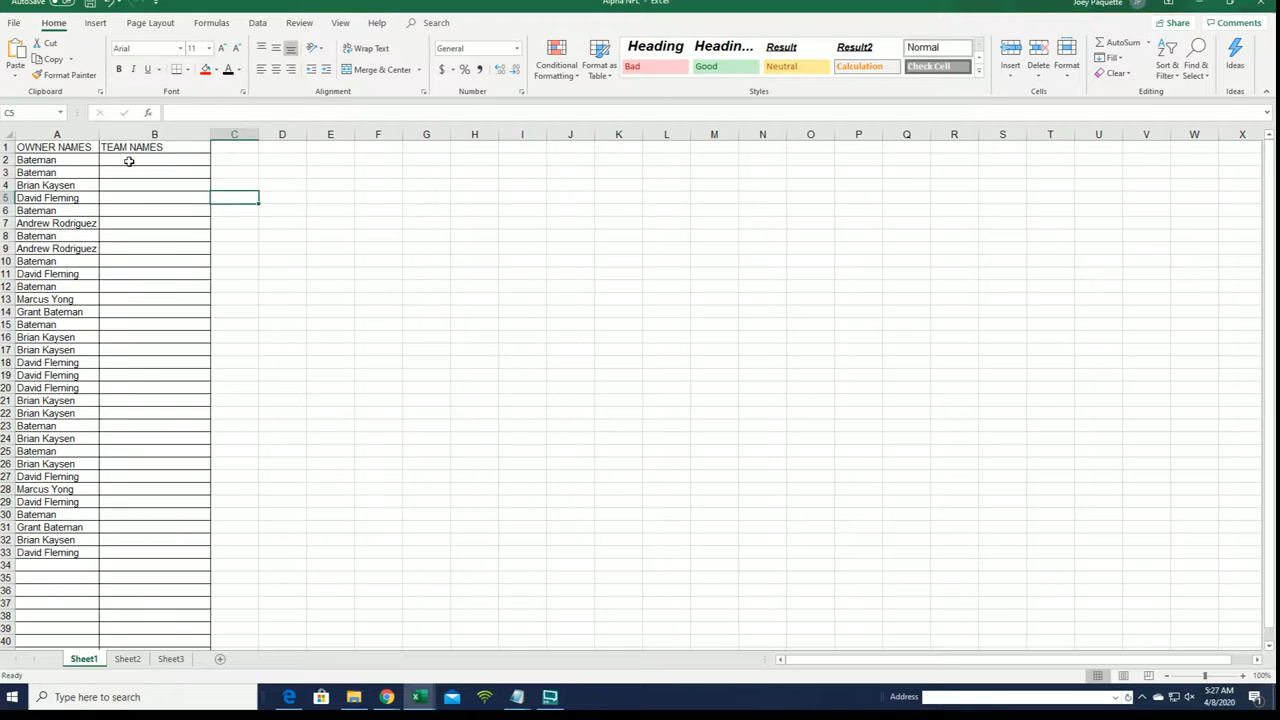 AutoSave Off Alpha NFL - Excel Joey Paquette JP
File Home Insert Page Layout Formulas Data Review View Help Search Share Comments
Cut Arial 11 A A Wrap Text General Heading Headin... Result Result2 Normal AutoSum
Paste Copy Conditional Format as Insert Delete Format Fill Sort & Find & Ideas
Format Painter B I U A Merge & Center $ % , Formatting Table Bad Good Neutral Calculation Check Cell Clear Filter Select
Clipboard Font Alignment Number Styles Cells Editing Ideas
C5 fx
A B C D E F G H I J K L M N O P Q R S T U V W X
1 OWNER NAMES TEAM NAMES
2 Bateman
3 Bateman
4 Brian Kaysen
5 David Fleming
6 Bateman
7 Andrew Rodriguez
8 Bateman
9 Andrew Rodriguez
10 Bateman
11 David Fleming
12 Bateman
13 Marcus Yong
14 Grant Bateman
15 Bateman
16 Brian Kaysen
17 Brian Kaysen
18 David Fleming
19 David Fleming
20 David Fleming
21 Brian Kaysen
22 Brian Kaysen
23 Bateman
24 Brian Kaysen
25 Bateman
26 Brian Kaysen
27 David Fleming
28 Marcus Yong
29 David Fleming
30 Bateman
31 Grant Bateman
32 Brian Kaysen
33 David Fleming
34
35
36
37
38
39
40
Sheet1 Sheet2 Sheet3
Ready 100%
Type here to search Address 5:27 AM
4/8/2020